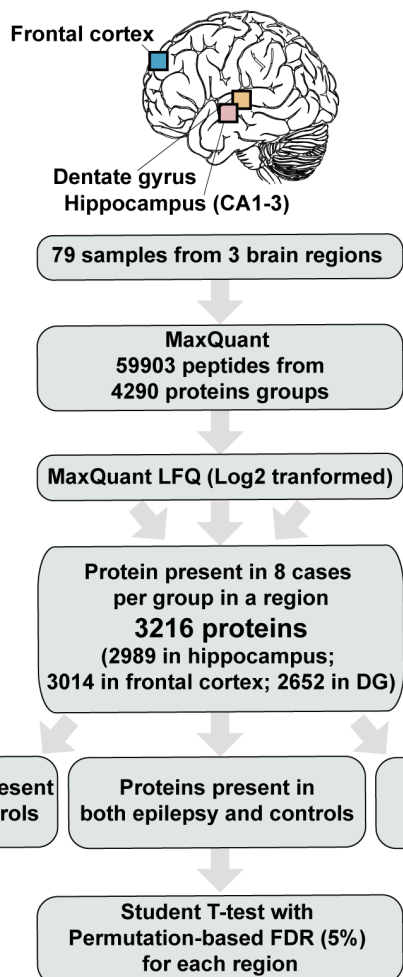 Frontal cortex
Dentate gyrus
Hippocampus (CA1-3)
79 samples from 3 brain regions
MaxQuant
59903 peptides from
4290 proteins groups
MaxQuant LFQ (Log2 tranformed)
Protein present in 8 cases
per group in a region
3216 proteins
(2989 in hippocampus;
3014 in frontal cortex; 2652 in DG)
Proteins present in
both epilepsy and controls
Student T-test with
Permutation-based FDR (5%)
for each region